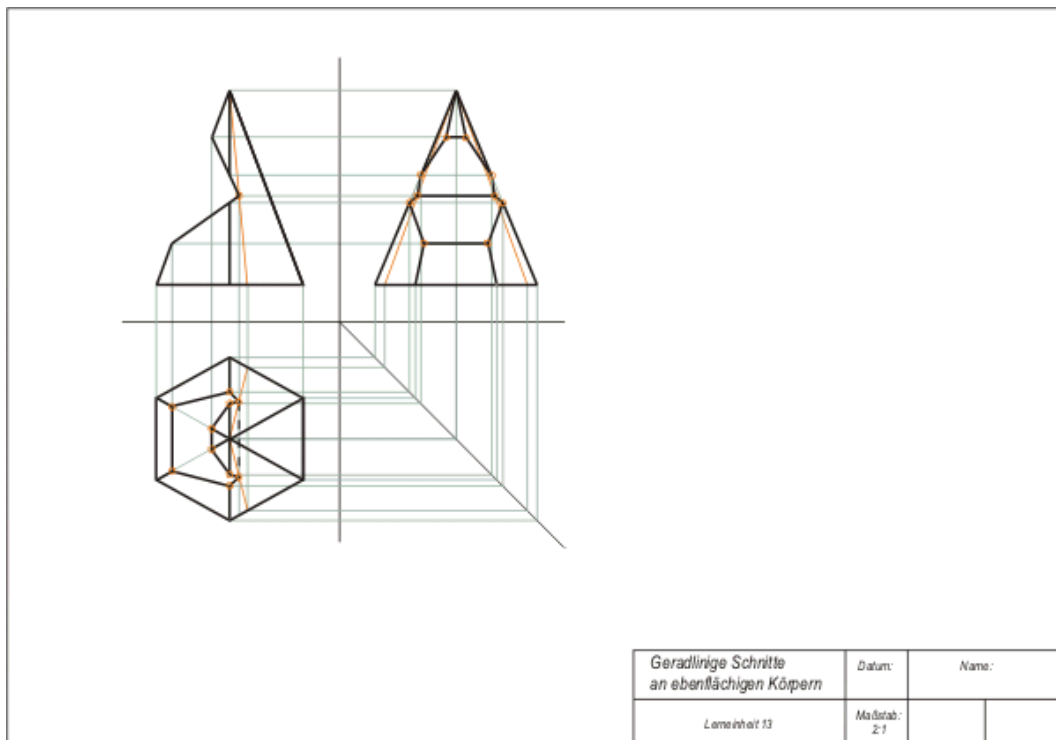 Geradlinige Schnitte
an ebenflächigen Körpern
Datum:
Name:
Lerneinheit 13
Maßstab:
2:1